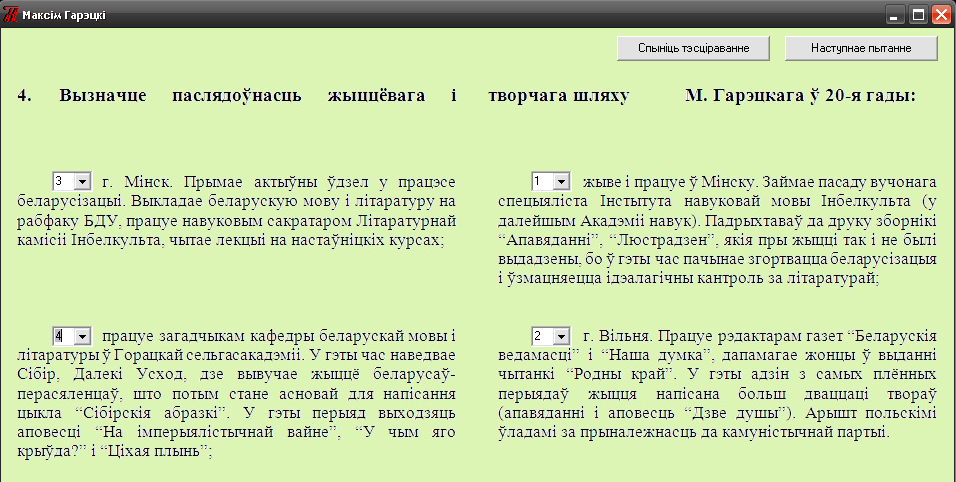 Максім Гарэцкі
Спыніць тэсціраванне
Наступнае пытанне
4. Вызначце паслядоўнасць жыццёвага і творчага шляху М. Гарэцкага ў 20-я гады:
3 г. Мінск. Прымае актыўны ўдзел у працэсе
беларусізацыі. Выкладае беларускую мову і літаратуру на
рабфаку БДУ, працуе навуковым сакратаром Літаратурнай
камісіі Інбелкульта, чытае лекцыі на настаўніцкіх курсах;
1 жыве і працуе ў Мінску. Займае пасаду вучонага
спецыяліста Інстытута навуковай мовы Інбелкульта (у
далейшым Акадэміі навук). Падрыхтаваў да друку зборнікі
“Апавяданні”, “Люстрадзен”, якія пры жыцці так і не былі
выдадзены, бо ў гэты час пачынае згортвацца беларусізацыя
і ўзмацняецца ідэалагічны кантроль за літаратурай;
4 працуе загадчыкам кафедры беларускай мовы і
літаратуры ў Горацкай сельгасакадэміі. У гэты час наведвае
Сібір, Далекі Усход, дзе вывучае жыццё беларусаў-
перасяленцаў, што потым стане асновай для напісання
цыкла “Сібірскія абразкі”. У гэты перыяд выходзяць
аповесці “На імперыялістычнай вайне”, “У чым яго
крыўда?” і “Ціхая плынь”;
2 г. Вільня. Працуе рэдактарам газет “Беларускія
ведамасці” і “Наша думка”, дапамагае жонцы ў выданні
чытанкі “Родны край”. У гэты адзін з самых плённых
перыядаў жыцця напісана больш дваццаці твораў
(апавяданні і аповесць “Дзве душы”). Арышт польскімі
ўладамі за прыналежнасць да камуністычнай партыі.